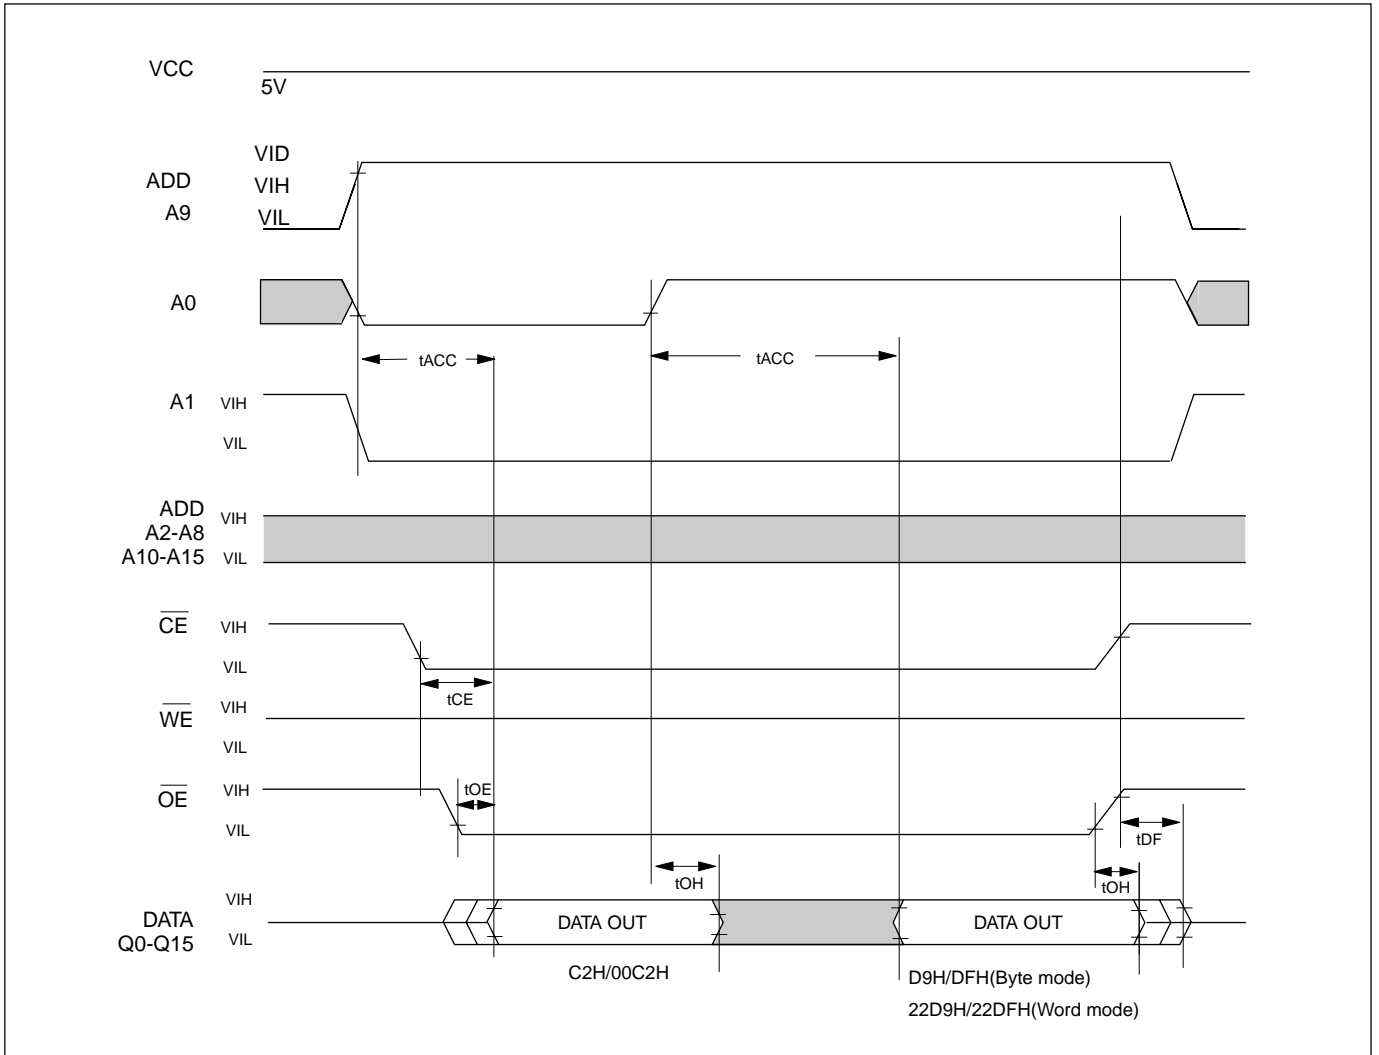 VCC
5V
VID
ADD
VIH
A9
VIL
A0
tACC
tACC
A1
VIH
VIL
ADD
VIH
A2-A8
A10-A15
VIL
CE
VIH
VIL
tCE
WE
VIH
VIL
OE
VIH
tOE
VIL
tDF
tOH
tOH
VIH
DATA
DATA OUT
DATA OUT
Q0-Q15
VIL
C2H/00C2H
D9H/DFH(Byte mode)
22D9H/22DFH(Word mode)